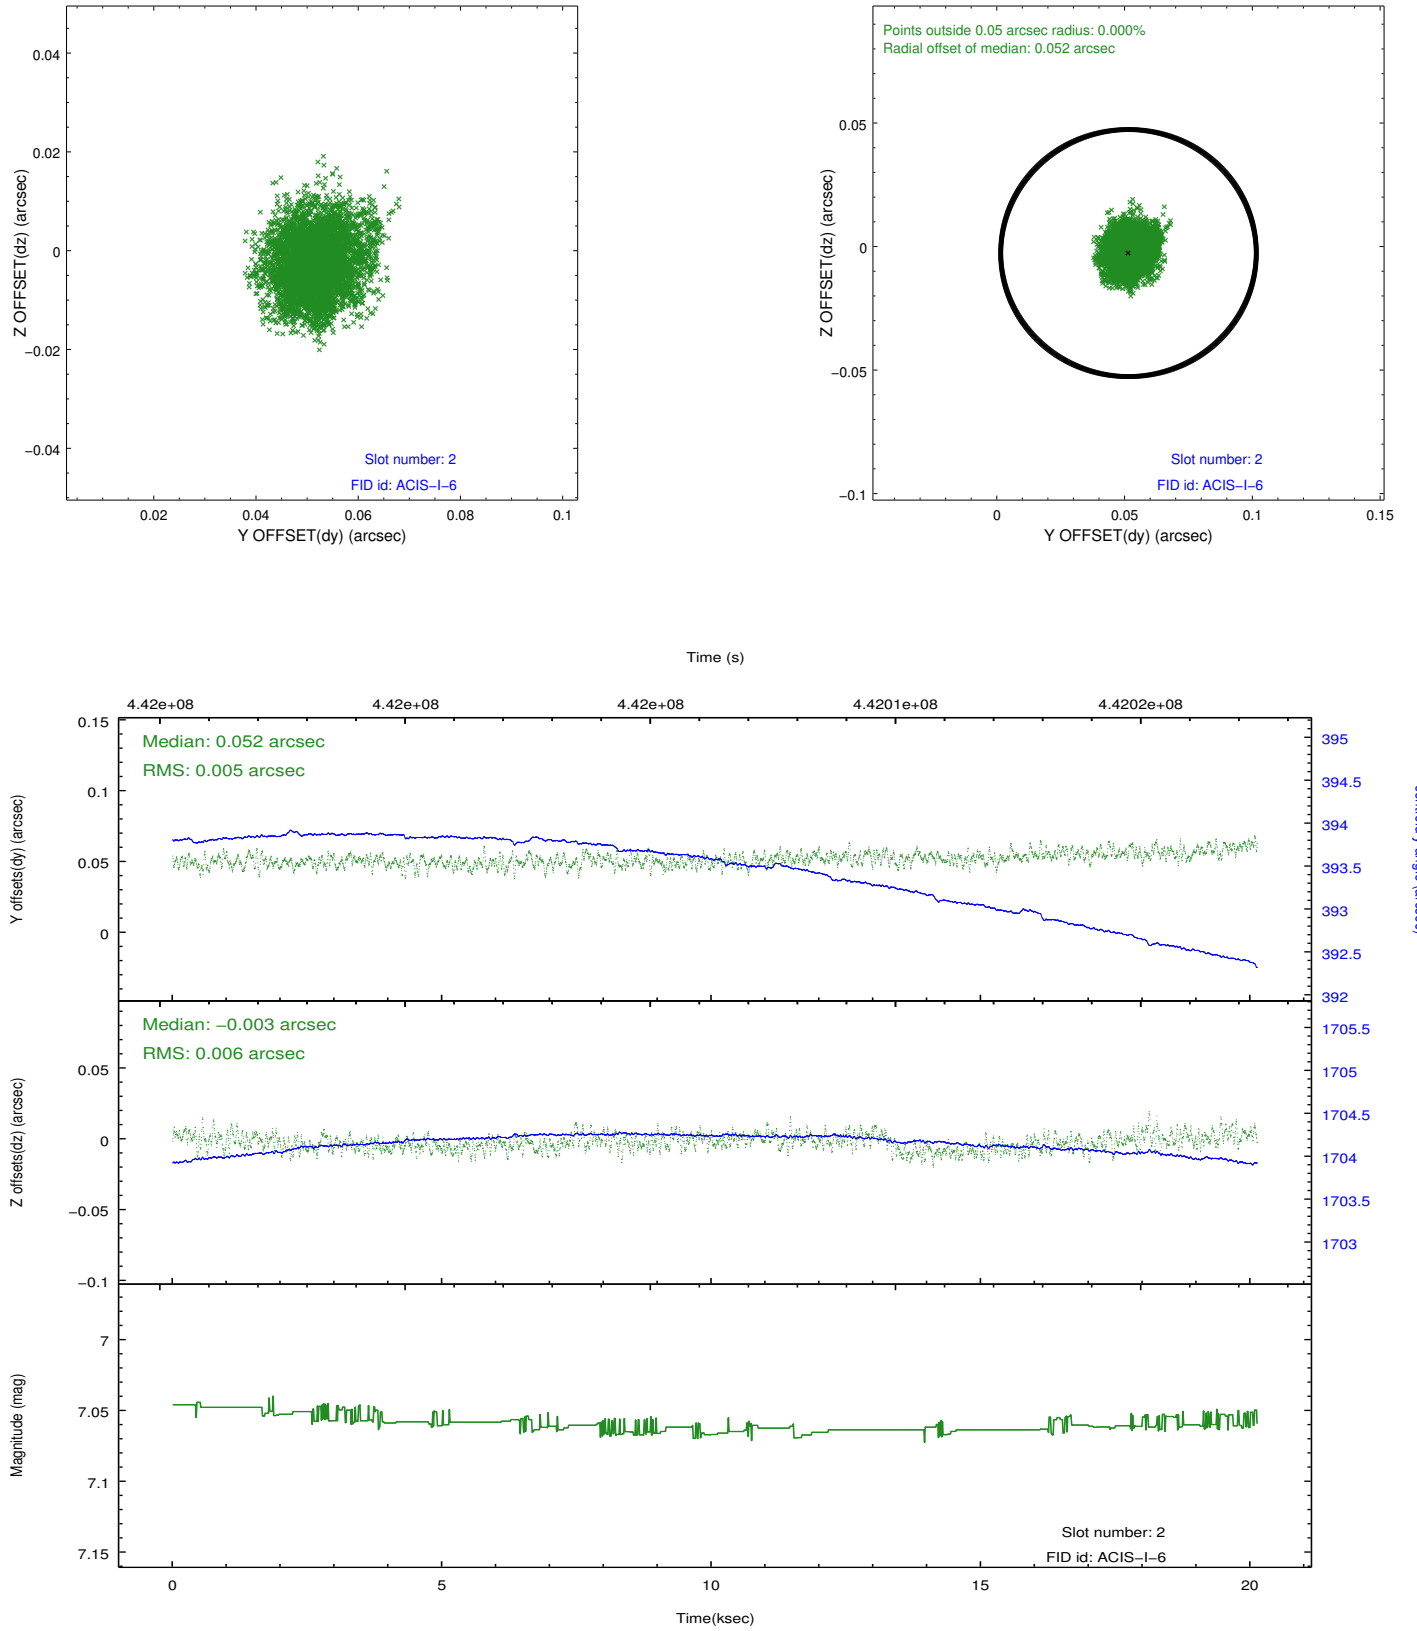 0.04
0.02
0
−0.02
−0.04
Z OFFSET(dz) (arcsec)
Slot number: 2
FID id: ACIS−I−6
0.02 0.04 0.06 0.08 0.1
Y OFFSET(dy) (arcsec)
Points outside 0.05 arcsec radius: 0.000%
Radial offset of median: 0.052 arcsec
0.05
0
−0.05
−0.1
Z OFFSET(dz) (arcsec)
Slot number: 2
FID id: ACIS−I−6
0 0.05 0.1 0.15
Y OFFSET(dy) (arcsec)
Time (s)
4.42e+08 4.42e+08 4.42e+08 4.4201e+08 4.4202e+08
Median: 0.052 arcsec
RMS: 0.005 arcsec
0.15
0.1
0.05
0
Y offsets(dy) (arcsec)
395
394.5
394
393.5
393
392.5
392
Median: −0.003 arcsec
RMS: 0.006 arcsec
0.05
0
−0.05
−0.1
Z offsets(dz) (arcsec)
1705.5
1705
1704.5
1704
1703.5
1703
7
7.05
7.1
7.15
Magnitude (mag)
Slot number: 2
FID id: ACIS−I−6
0 5 10 15 20
Time(ksec)